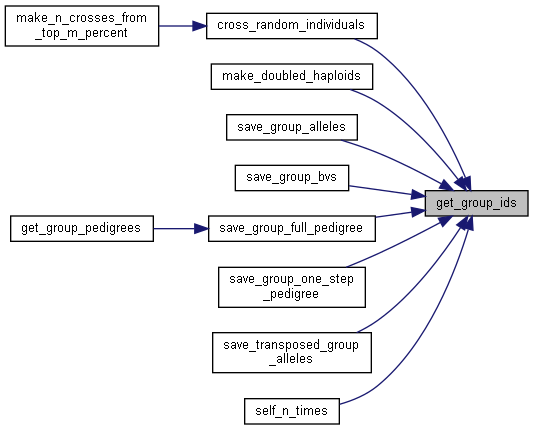 make_n_crosses_from
_top_m_percent
cross_random_individuals
make_doubled_haploids
save_group_alleles
save_group_bvs
get_group_ids
get_group_pedigrees
save_group_full_pedigree
save_group_one_step
_pedigree
save_transposed_group
_alleles
self_n_times